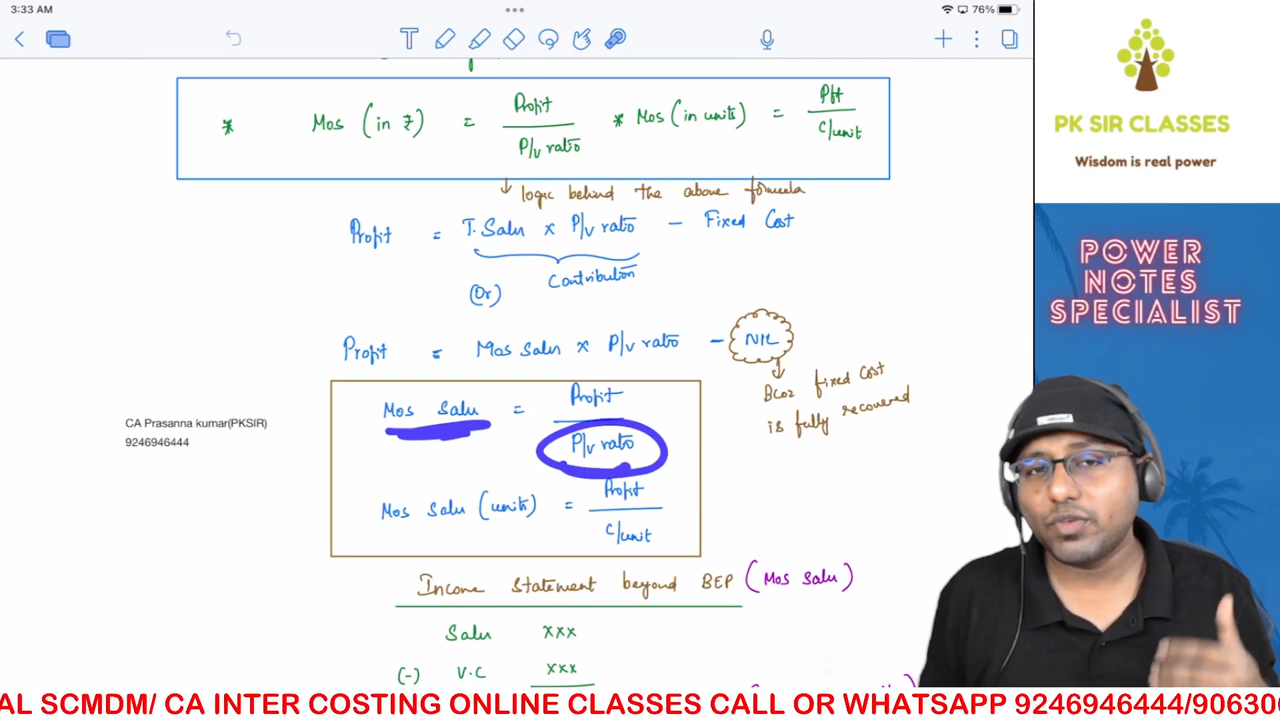 3:33 AM
76%
* Mos (in ₹) = Profit / P/v ratio * Mos (in units) = Pft / C/unit
↓ logic behind the above formula
Profit = T. Sales × P/v ratio − Fixed Cost
Contribution
(Or)
Profit = Mos Sales × P/v ratio − NIL
↓
Bcoz fixed Cost
is fully recovered
Mos Sales = Profit / P/v ratio
Mos Sales (units) = Profit / C/unit
Income Statement beyond BEP (Mos Sales)
Sales xxx
(-) V.C xxx
CA Prasanna kumar(PKSIR)
9246946444
PK SIR CLASSES
Wisdom is real power
POWER
NOTES
SPECIALIST
AL SCMDM/ CA INTER COSTING ONLINE CLASSES CALL OR WHATSAPP 9246946444/90630